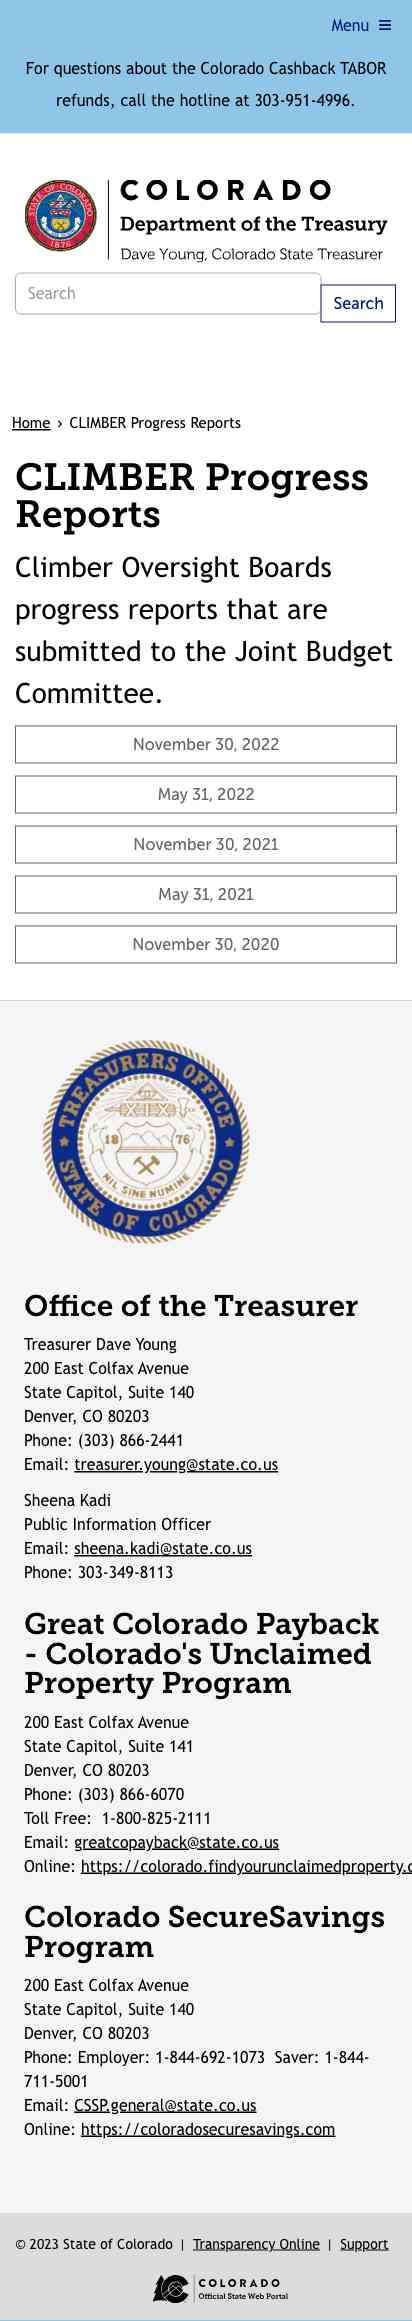 Menu ≡
For questions about the Colorado Cashback TABOR
refunds, call the hotline at 303-951-4996.
STATE OF COLORADO
1876
COLORADO
Department of the Treasury
Dave Young, Colorado State Treasurer
Search
Search
Home › CLIMBER Progress Reports
CLIMBER Progress
Reports
Climber Oversight Boards
progress reports that are
submitted to the Joint Budget
Committee.
November 30, 2022
May 31, 2022
November 30, 2021
May 31, 2021
November 30, 2020
TREASURERS OFFICE
18 76
NIL SINE NUMINE
STATE OF COLORADO
Office of the Treasurer
Treasurer Dave Young
200 East Colfax Avenue
State Capitol, Suite 140
Denver, CO 80203
Phone: (303) 866-2441
Email: treasurer.young@state.co.us
Sheena Kadi
Public Information Officer
Email: sheena.kadi@state.co.us
Phone: 303-349-8113
Great Colorado Payback
- Colorado's Unclaimed
Property Program
200 East Colfax Avenue
State Capitol, Suite 141
Denver, CO 80203
Phone: (303) 866-6070
Toll Free:  1-800-825-2111
Email: greatcopayback@state.co.us
Online: https://colorado.findyourunclaimedproperty.c
Colorado SecureSavings
Program
200 East Colfax Avenue
State Capitol, Suite 140
Denver, CO 80203
Phone: Employer: 1-844-692-1073  Saver: 1-844-
711-5001
Email: CSSP.general@state.co.us
Online: https://coloradosecuresavings.com
© 2023 State of Colorado | Transparency Online | Support
COLORADO
Official State Web Portal